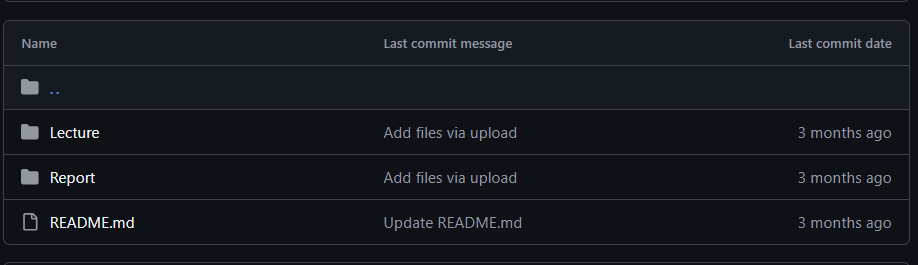 Name Last commit message Last commit date
..
Lecture Add files via upload 3 months ago
Report Add files via upload 3 months ago
README.md Update README.md 3 months ago